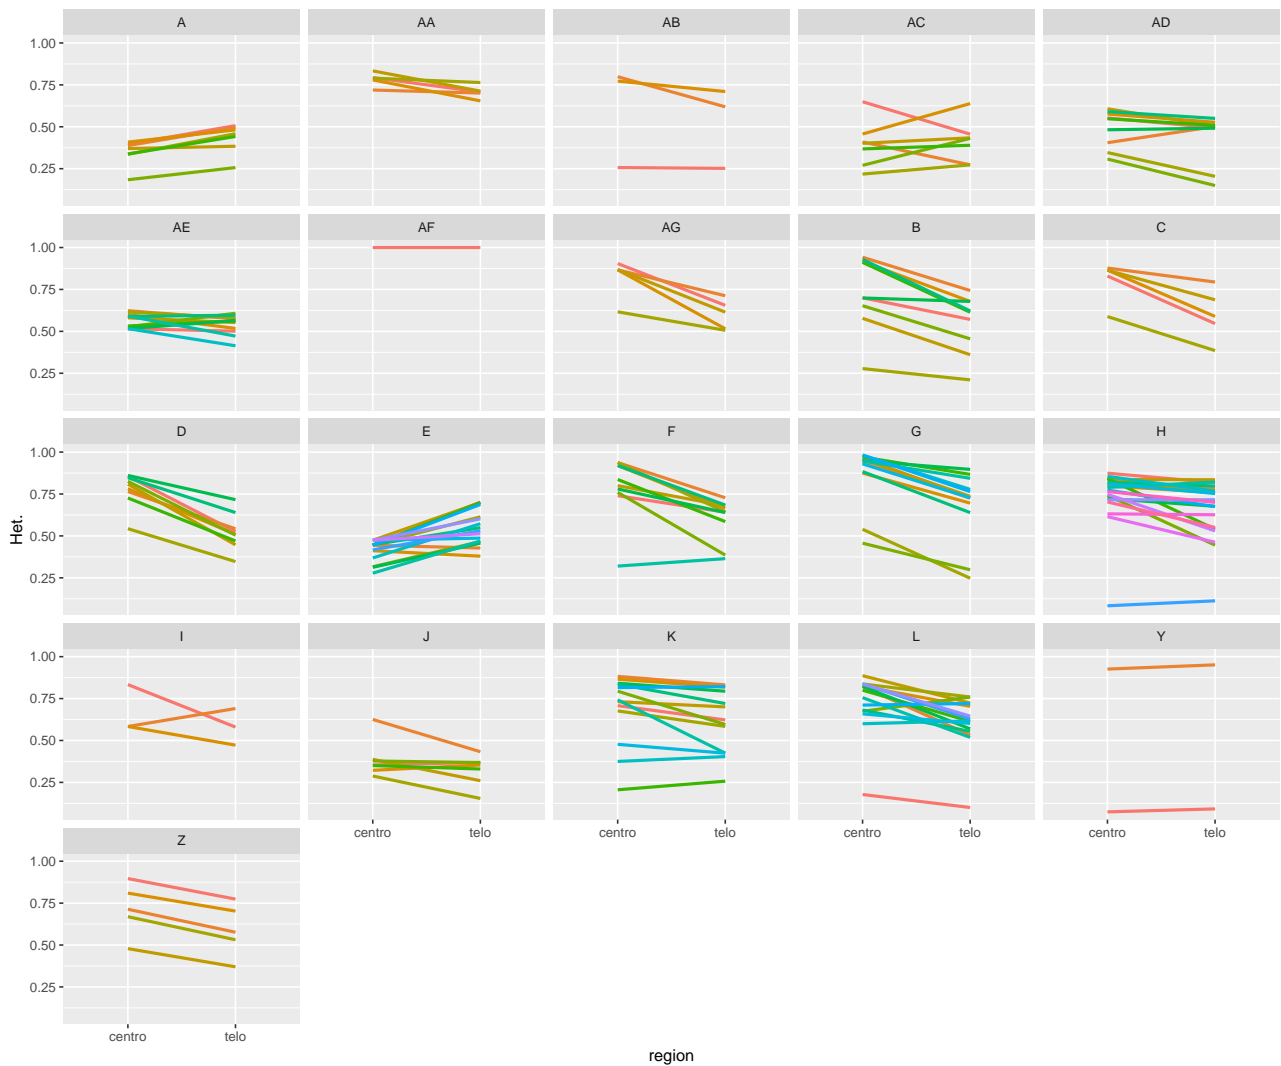 A AA AB AC AD
1.00
0.75
0.50
0.25
AE AF AG B C
1.00
0.75
0.50
0.25
D E F G H
1.00
0.75
0.50
0.25
Het.
I J K L Y
1.00
0.75
0.50
0.25
centro telo centro telo centro telo centro telo
Z
1.00
0.75
0.50
0.25
centro telo
region